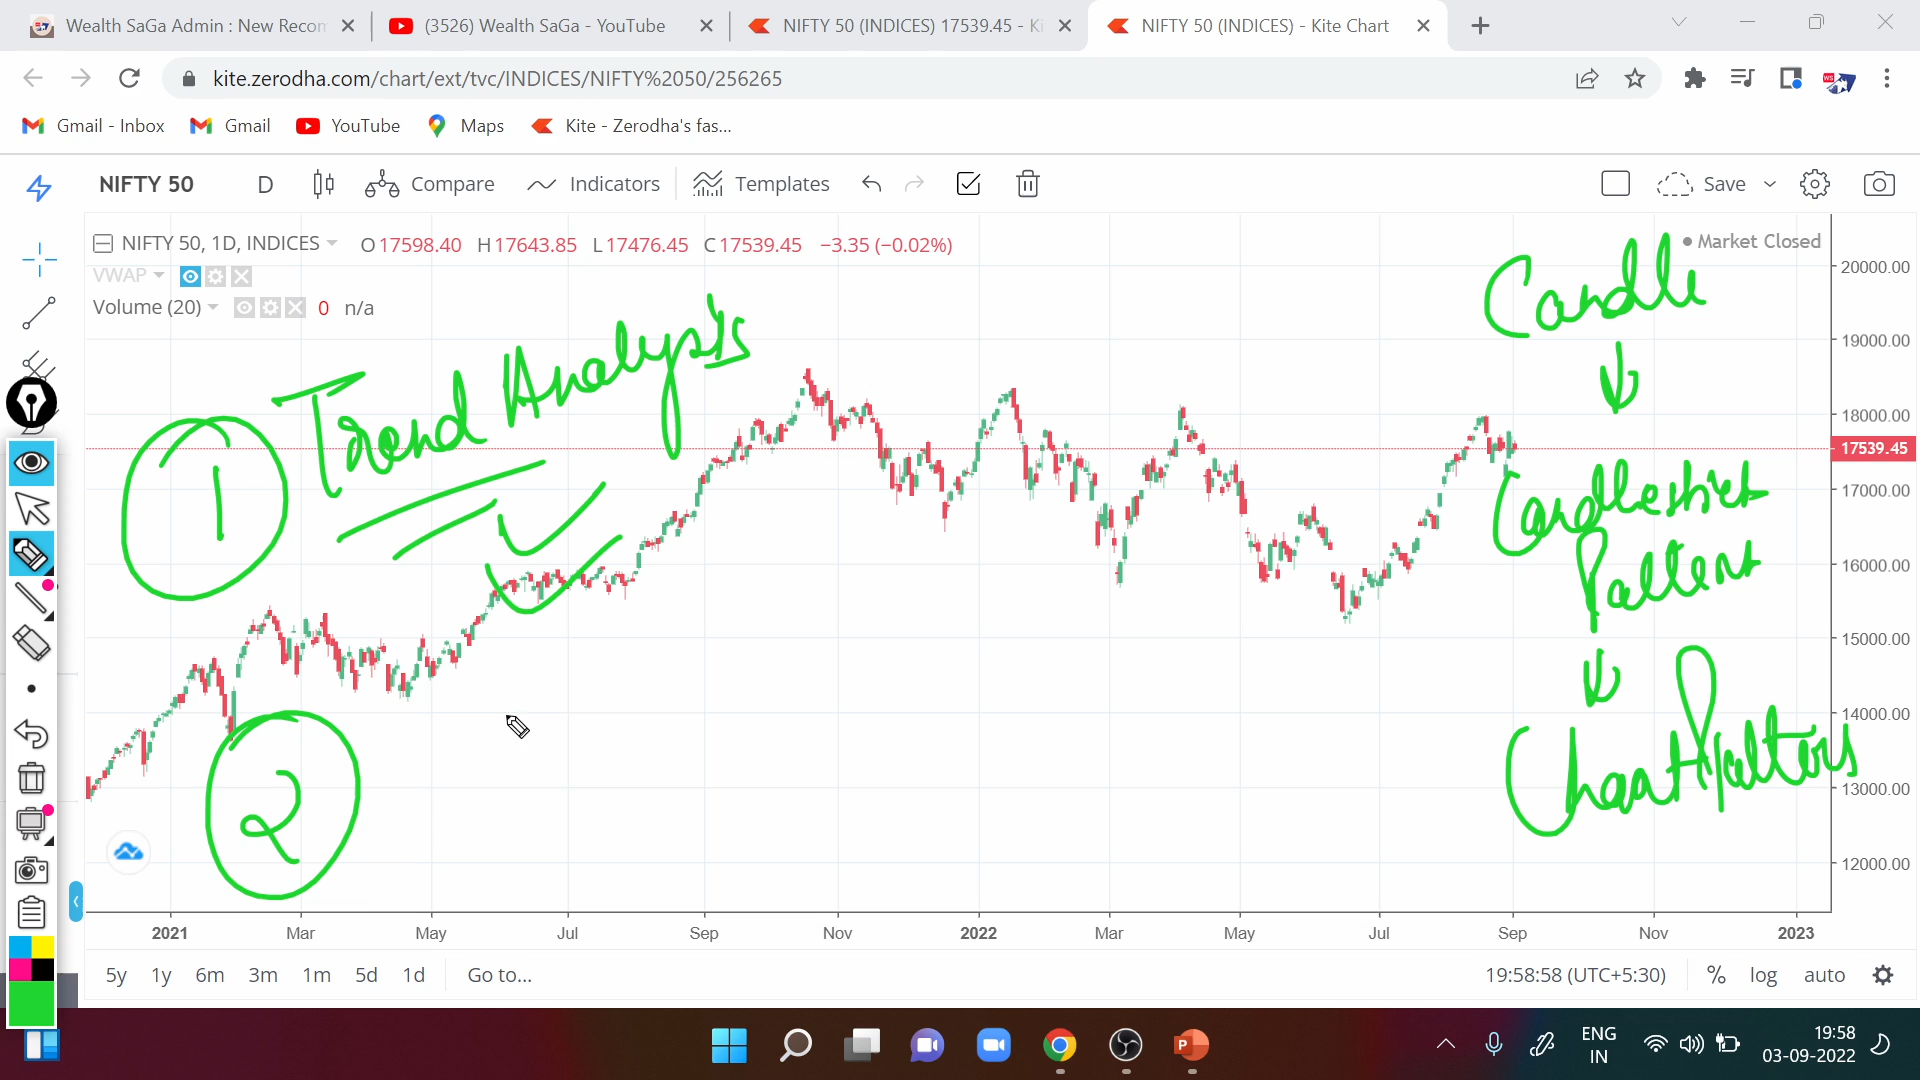 Wealth SaGa Admin : New Recom
(3526) Wealth SaGa - YouTube
NIFTY 50 (INDICES) 17539.45 - Ki
NIFTY 50 (INDICES) - Kite Chart
kite.zerodha.com/chart/ext/tvc/INDICES/NIFTY%2050/256265
Gmail - Inbox
Gmail
YouTube
Maps
Kite - Zerodha's fas...
NIFTY 50
D
Compare
Indicators
Templates
Save
NIFTY 50, 1D, INDICES
O17598.40 H17643.85 L17476.45 C17539.45 −3.35 (−0.02%)
Market Closed
VWAP
Volume (20)
0 n/a
1
Trend Analysis
2
Candle
Candlestick
Pattern
Chart Patterns
20000.00
19000.00
18000.00
17539.45
17000.00
16000.00
15000.00
14000.00
13000.00
12000.00
2021 Mar May Jul Sep Nov 2022 Mar May Jul Sep Nov 2023
5y 1y 6m 3m 1m 5d 1d Go to...
19:58:58 (UTC+5:30) % log auto
ENG
IN
19:58
03-09-2022